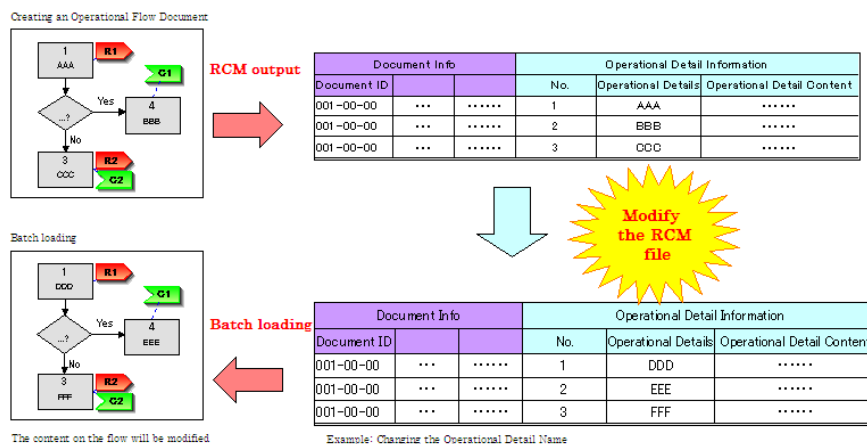 Creating an Operational Flow Document
1
AAA
R1
G1
...?
Yes
4
BBB
No
3
CCC
R2
G2
RCM output
Document Info
Operational Detail Information
Document ID
No.
Operational Details
Operational Detail Content
001-00-00 ··· ······ 1 AAA ······
001-00-00 ··· ······ 2 BBB ······
001-00-00 ··· ······ 3 CCC ······
Modify
the RCM
file
Batch loading
1
DDD
R1
G1
...?
Yes
4
EEE
No
3
FFF
R2
G2
Batch loading
Document Info
Operational Detail Information
Document ID
No.
Operational Details
Operational Detail Content
001-00-00 ··· ······ 1 DDD ······
001-00-00 ··· ······ 2 EEE ······
001-00-00 ··· ······ 3 FFF ······
The content on the flow will be modified
Example: Changing the Operational Detail Name